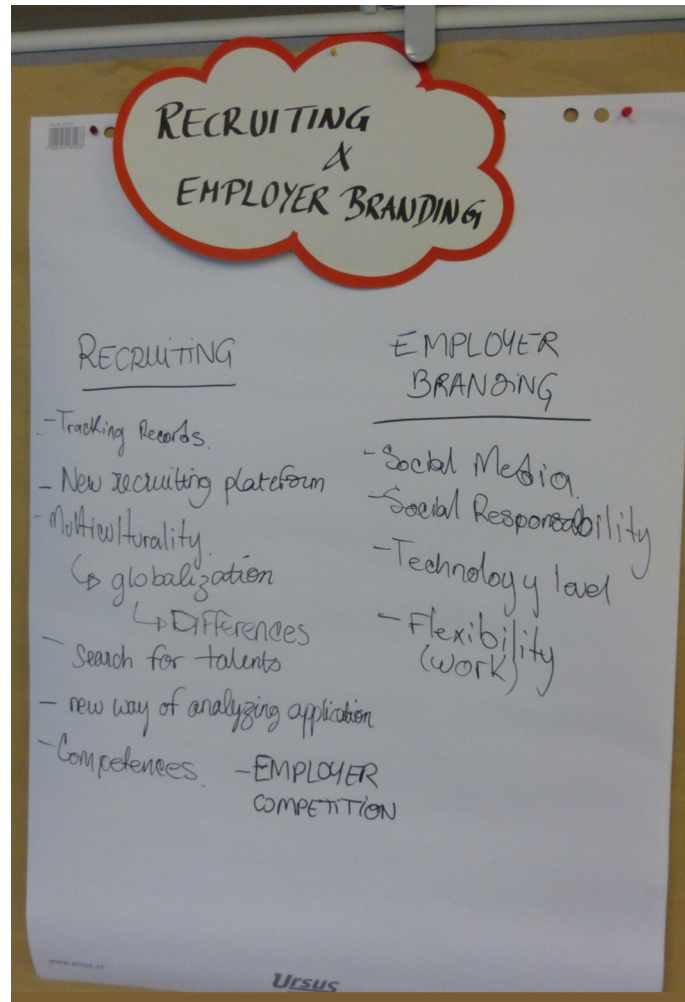 RECRUITING
&
EMPLOYER BRANDING
RECRUITING
- Tracking Records.
- New recruiting plateform
- Multiculturality.
↳ globalization
↳ DIFFERENCES
- Search for talents
- new way of analyzing application
- Competences.
- EMPLOYER
COMPETITION
EMPLOYER
BRANDING
- Social Media
- Social Responsability
- Technology level
- Flexibility
(work)
Ursus